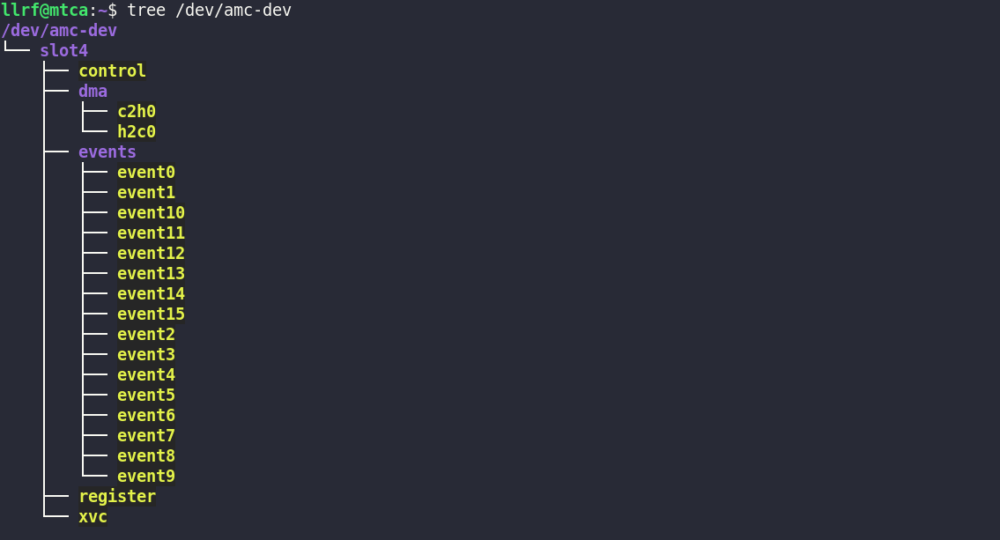 llrf@mtca:~$ tree /dev/amc-dev
/dev/amc-dev
└── slot4
    ├── control
    ├── dma
    │   ├── c2h0
    │   └── h2c0
    ├── events
    │   ├── event0
    │   ├── event1
    │   ├── event10
    │   ├── event11
    │   ├── event12
    │   ├── event13
    │   ├── event14
    │   ├── event15
    │   ├── event2
    │   ├── event3
    │   ├── event4
    │   ├── event5
    │   ├── event6
    │   ├── event7
    │   ├── event8
    │   └── event9
    ├── register
    └── xvc